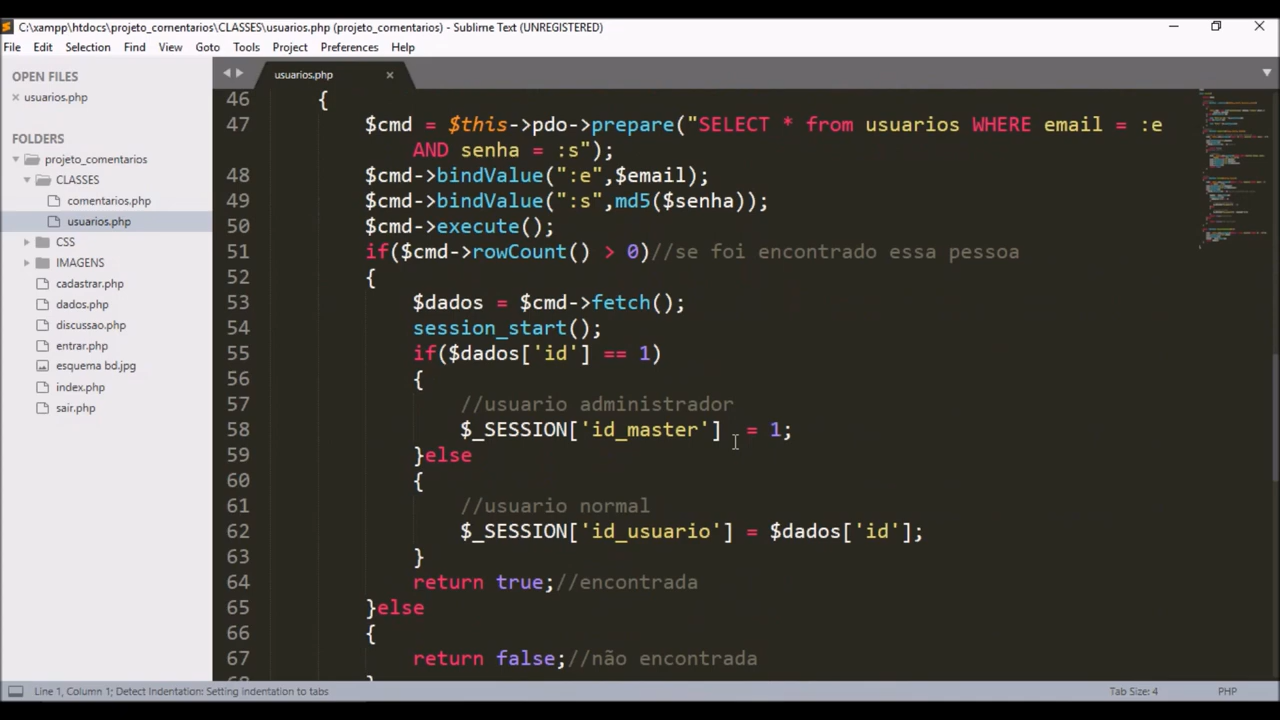 C:\xampp\htdocs\projeto_comentarios\CLASSES\usuarios.php (projeto_comentarios) - Sublime Text (UNREGISTERED)
File Edit Selection Find View Goto Tools Project Preferences Help
OPEN FILES
usuarios.php
FOLDERS
projeto_comentarios
CLASSES
comentarios.php
usuarios.php
CSS
IMAGENS
cadastrar.php
dados.php
discussao.php
entrar.php
esquema bd.jpg
index.php
sair.php
usuarios.php
46 {
47 $cmd = $this->pdo->prepare("SELECT * from usuarios WHERE email = :e
AND senha = :s");
48 $cmd->bindValue(":e",$email);
49 $cmd->bindValue(":s",md5($senha));
50 $cmd->execute();
51 if($cmd->rowCount() > 0)//se foi encontrado essa pessoa
52 {
53 $dados = $cmd->fetch();
54 session_start();
55 if($dados['id'] == 1)
56 {
57 //usuario administrador
58 $_SESSION['id_master'] = 1;
59 }else
60 {
61 //usuario normal
62 $_SESSION['id_usuario'] = $dados['id'];
63 }
64 return true;//encontrada
65 }else
66 {
67 return false;//não encontrada
Line 1, Column 1; Detect Indentation: Setting indentation to tabs
Tab Size: 4
PHP